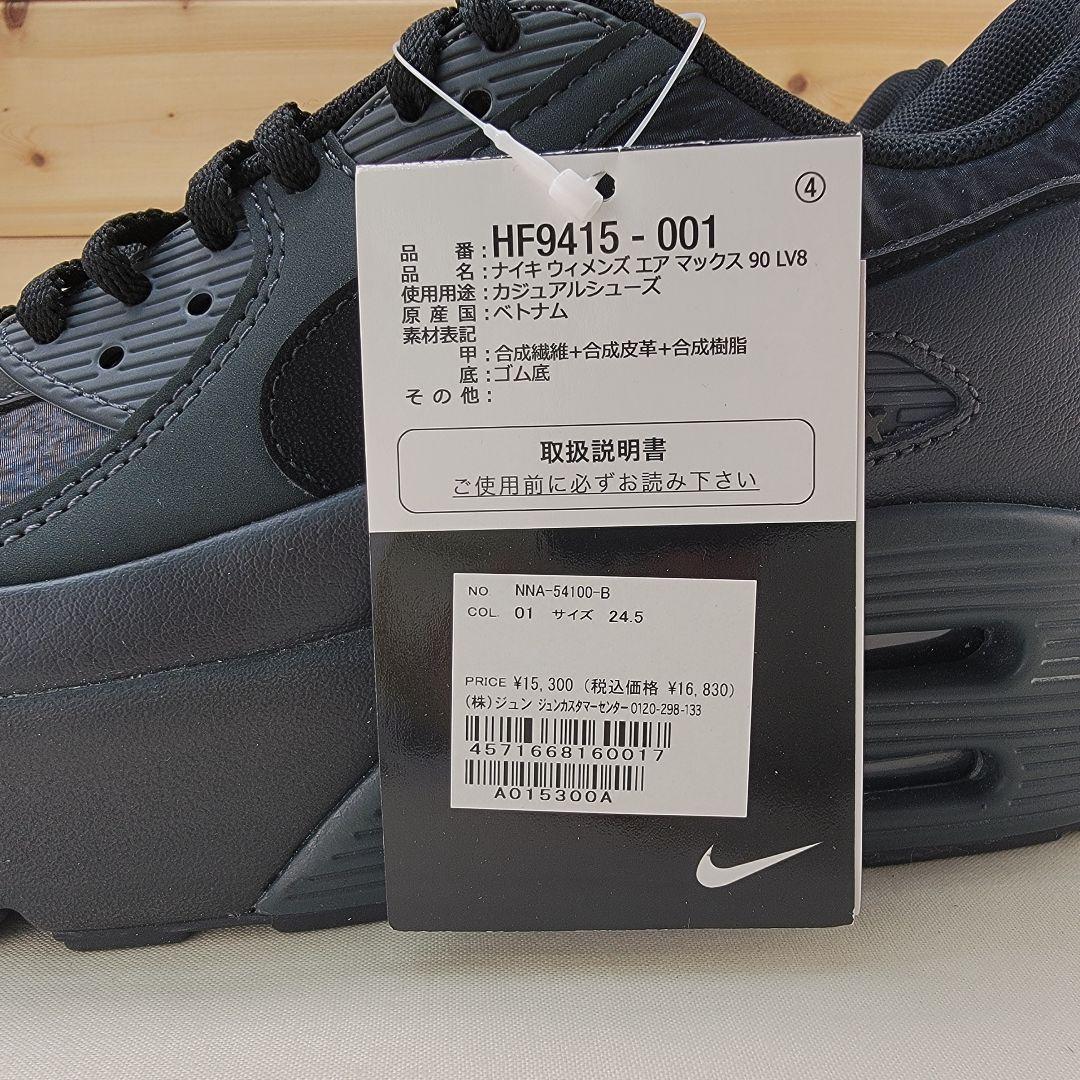 ④
品番:HF9415-001
品名:ナイキ ウィメンズ エア マックス 90 LV8
使用用途:カジュアルシューズ
原産国:ベトナム
素材表記
甲:合成繊維+合成皮革+合成樹脂
底:ゴム底
その他:
取扱説明書
ご使用前に必ずお読み下さい
NO. NNA-54100-B
COL. 01 サイズ 24.5
PRICE ¥15,300 (税込価格 ¥16,830)
(株)ジュン ジュンカスタマーセンター0120-298-133
4571668160017
A015300A